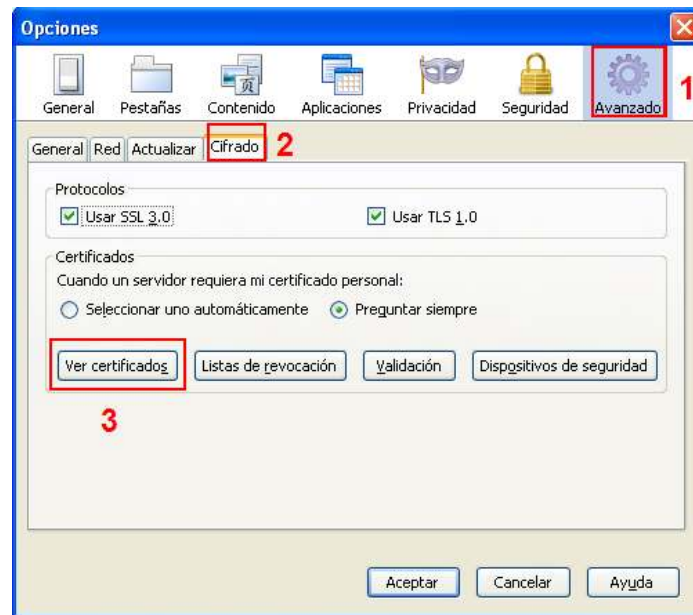 Opciones
General Pestañas Contenido Aplicaciones Privacidad Seguridad Avanzado 1
General Red Actualizar Cifrado 2
Protocolos
Usar SSL 3.0 Usar TLS 1.0
Certificados
Cuando un servidor requiera mi certificado personal:
Seleccionar uno automáticamente Preguntar siempre
Ver certificados Listas de revocación Validación Dispositivos de seguridad
3
Aceptar Cancelar Ayuda